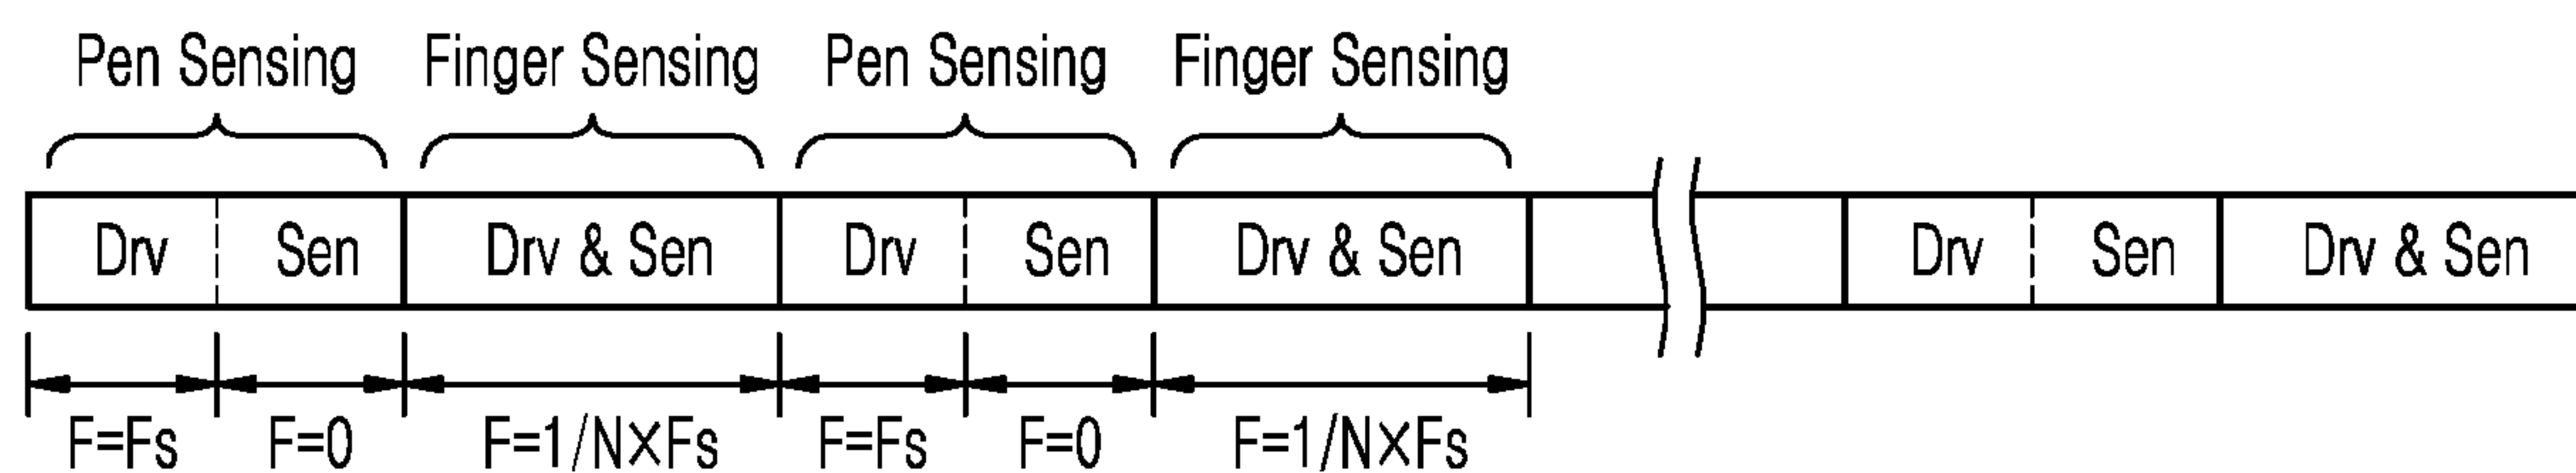 Pen Sensing Finger Sensing Pen Sensing Finger Sensing
Drv Sen Drv & Sen Drv Sen Drv & Sen Drv Sen Drv & Sen
F=Fs F=0 F=1/N×Fs F=Fs F=0 F=1/N×Fs